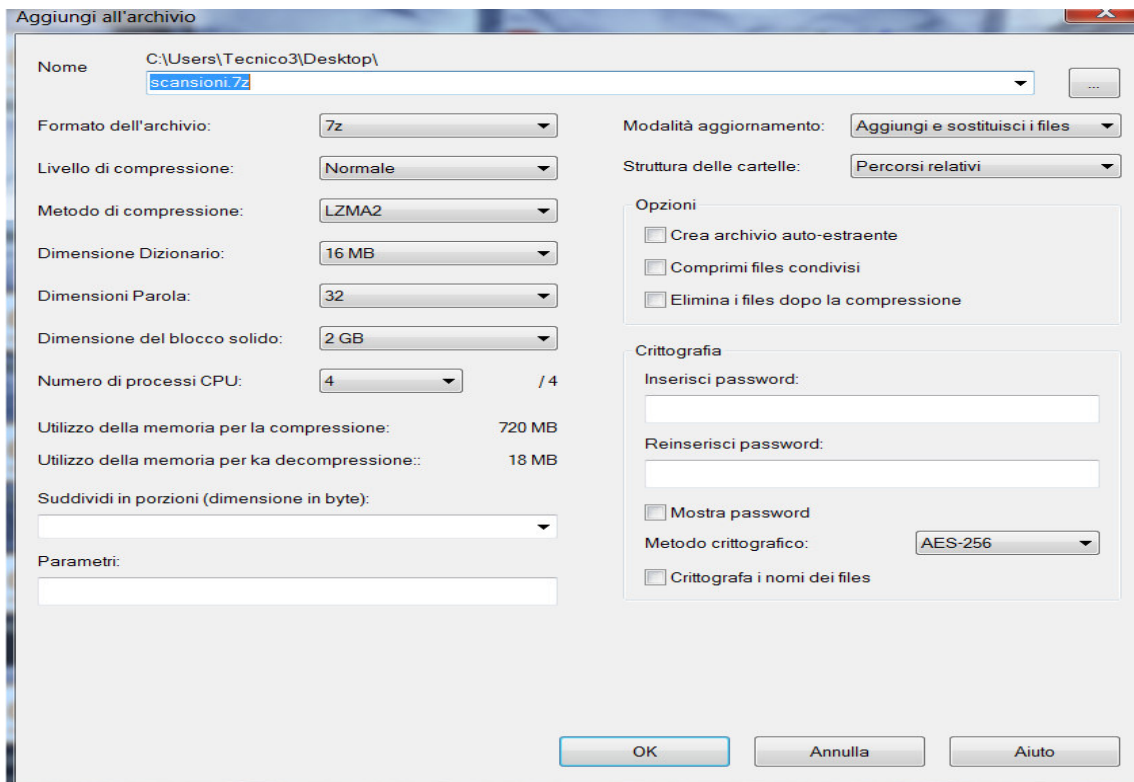 Aggiungi all'archivio
Nome
C:\Users\Tecnico3\Desktop\
scansioni.7z
...
Formato dell'archivio: 7z
Livello di compressione: Normale
Metodo di compressione: LZMA2
Dimensione Dizionario: 16 MB
Dimensioni Parola: 32
Dimensione del blocco solido: 2 GB
Numero di processi CPU: 4 / 4
Utilizzo della memoria per la compressione: 720 MB
Utilizzo della memoria per ka decompressione:: 18 MB
Suddividi in porzioni (dimensione in byte):
Parametri:
Modalità aggiornamento: Aggiungi e sostituisci i files
Struttura delle cartelle: Percorsi relativi
Opzioni
Crea archivio auto-estraente
Comprimi files condivisi
Elimina i files dopo la compressione
Crittografia
Inserisci password:
Reinserisci password:
Mostra password
Metodo crittografico: AES-256
Crittografa i nomi dei files
OK Annulla Aiuto